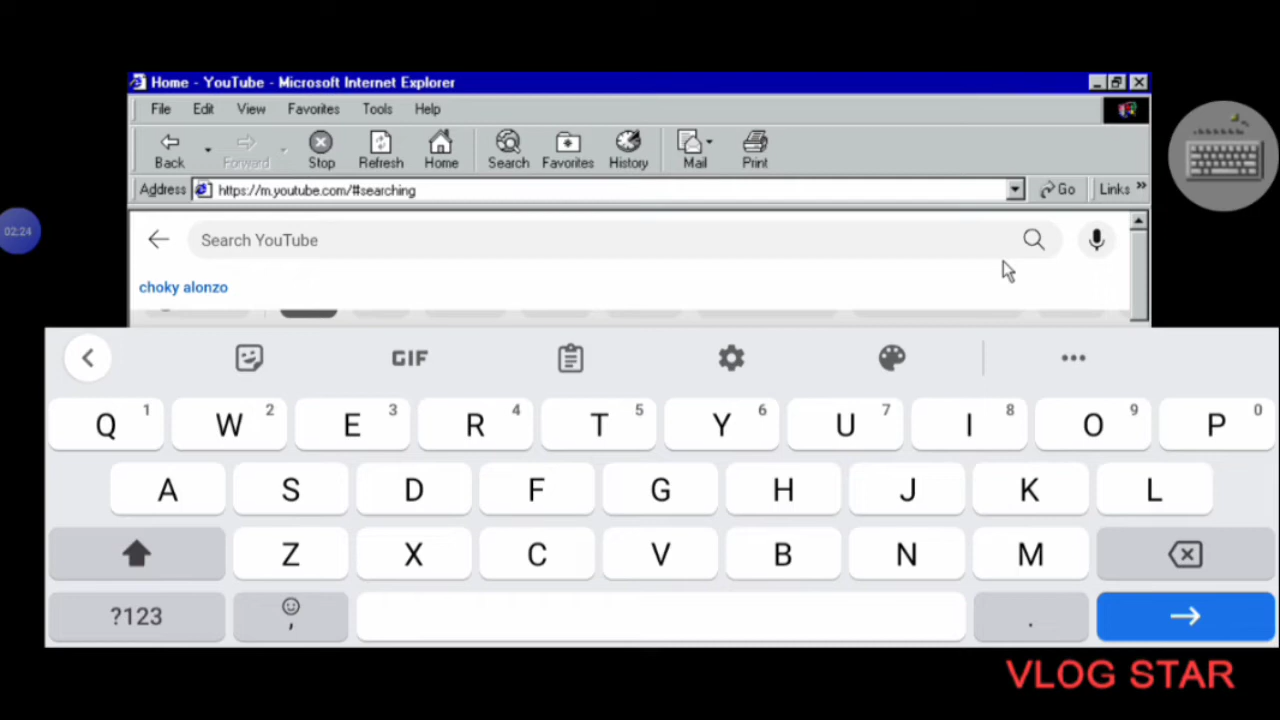 Home - YouTube - Microsoft Internet Explorer
File Edit View Favorites Tools Help
Back Forward Stop Refresh Home Search Favorites History Mail Print
Address https://m.youtube.com/#searching Go Links »
02:24
Search YouTube
choky alonzo
GIF
Q 1 W 2 E 3 R 4 T 5 Y 6 U 7 I 8 O 9 P 0
A S D F G H J K L
Z X C V B N M
?123 , .
VLOG STAR